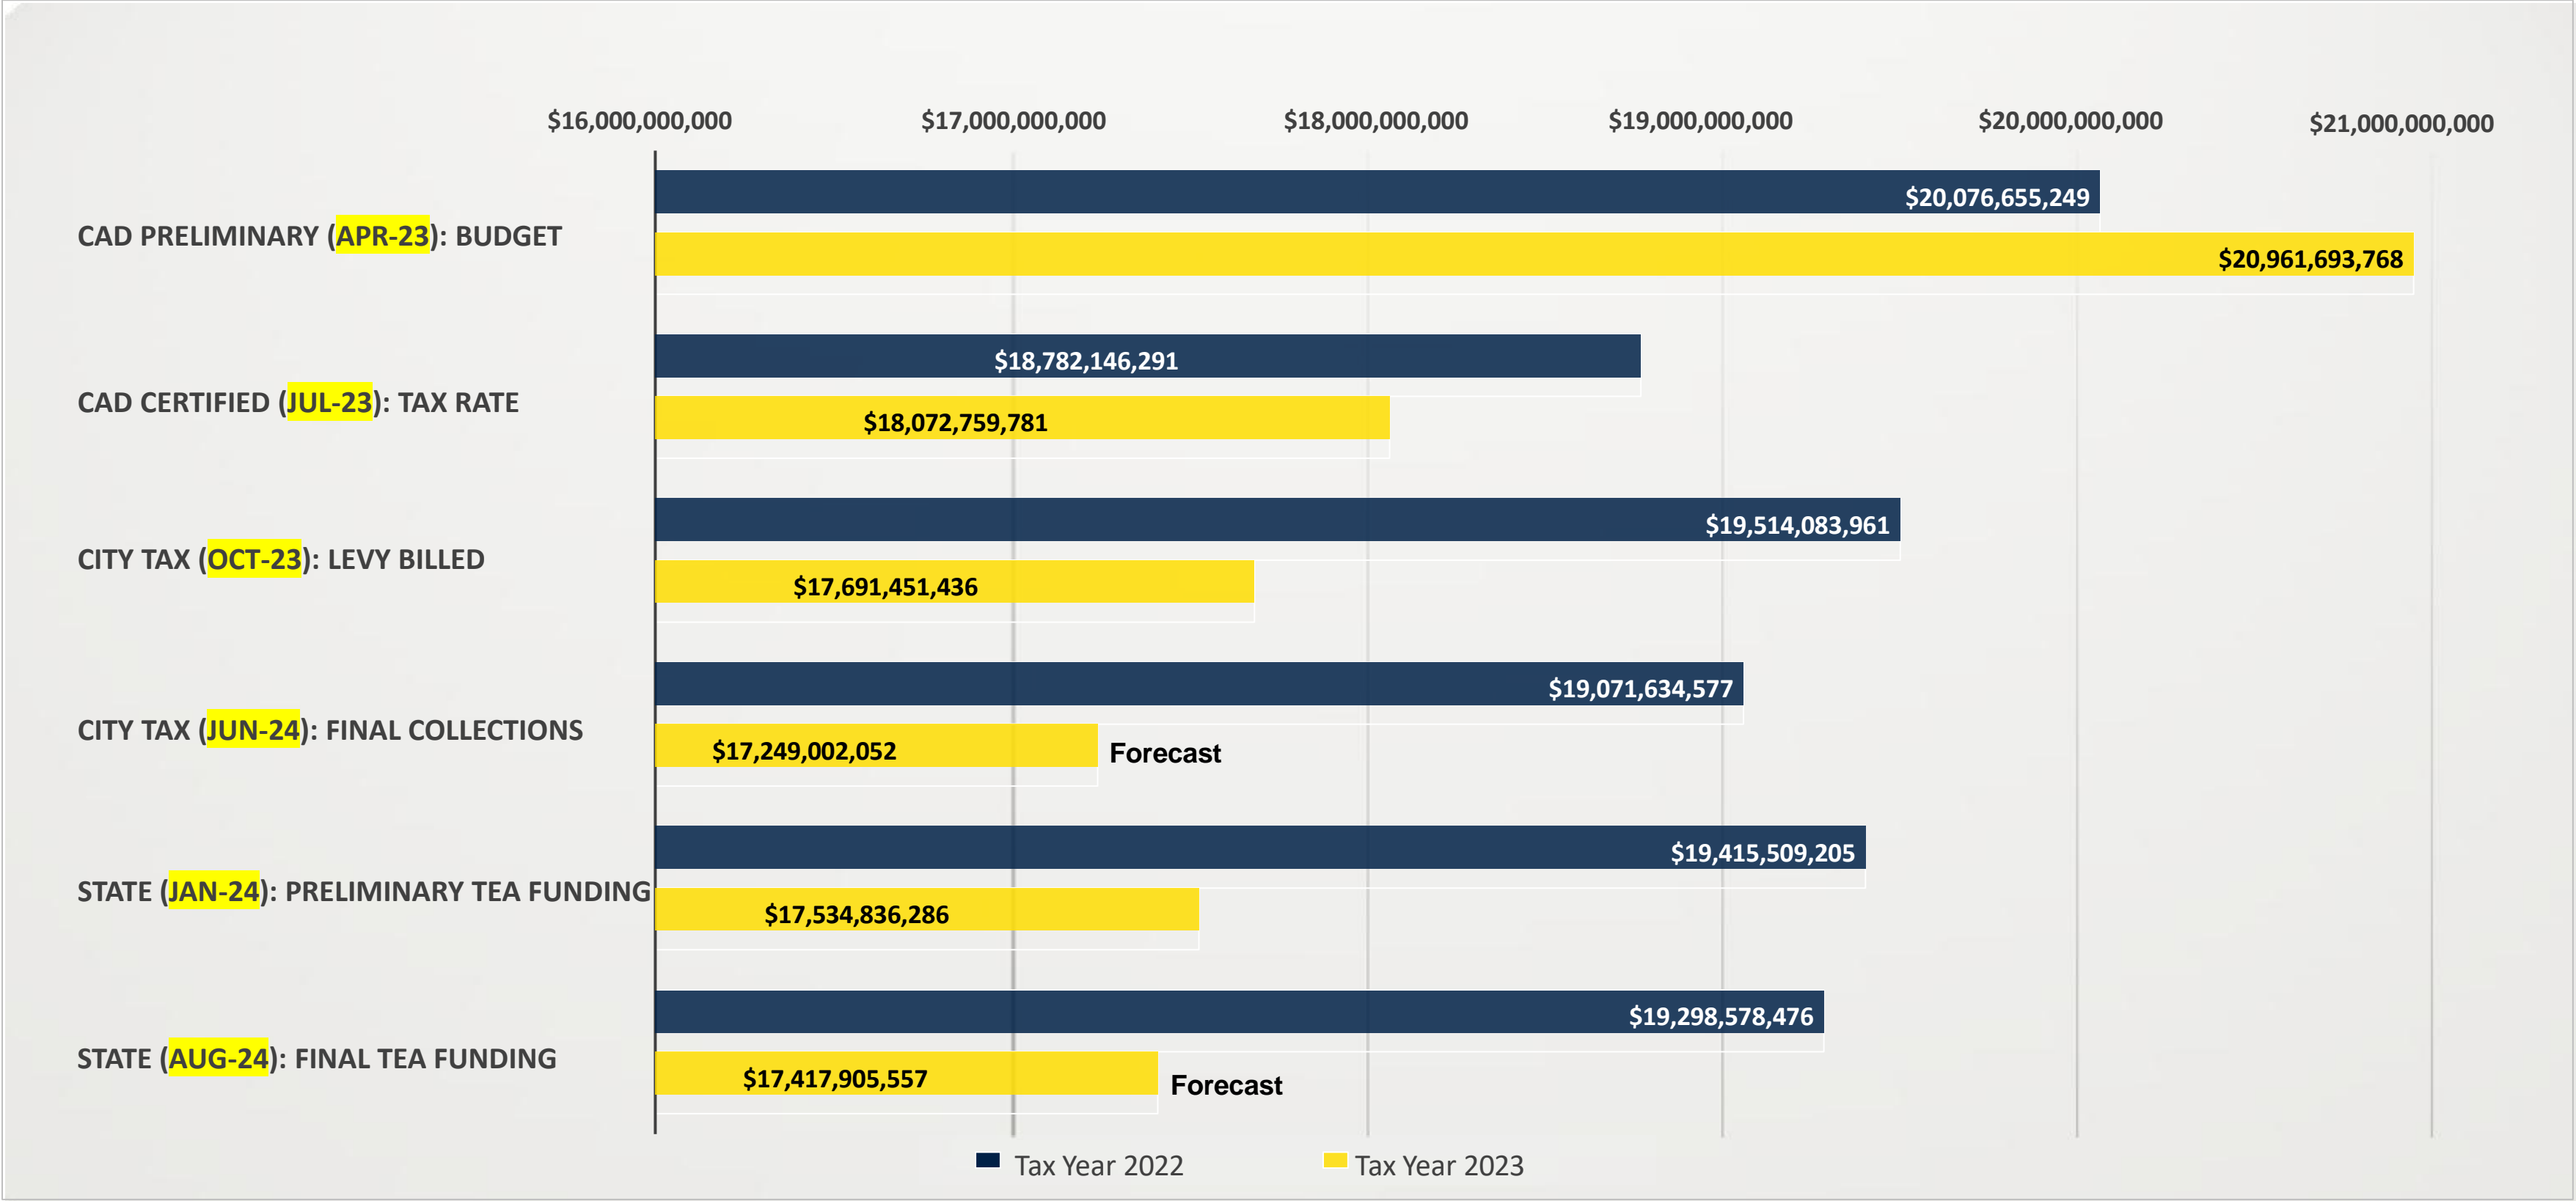 $16,000,000,000 $17,000,000,000 $18,000,000,000 $19,000,000,000 $20,000,000,000 $21,000,000,000
CAD PRELIMINARY (APR-23): BUDGET
$20,076,655,249
$20,961,693,768
CAD CERTIFIED (JUL-23): TAX RATE
$18,782,146,291
$18,072,759,781
CITY TAX (OCT-23): LEVY BILLED
$19,514,083,961
$17,691,451,436
CITY TAX (JUN-24): FINAL COLLECTIONS
$19,071,634,577
$17,249,002,052 Forecast
STATE (JAN-24): PRELIMINARY TEA FUNDING
$19,415,509,205
$17,534,836,286
STATE (AUG-24): FINAL TEA FUNDING
$19,298,578,476
$17,417,905,557 Forecast
Tax Year 2022 Tax Year 2023